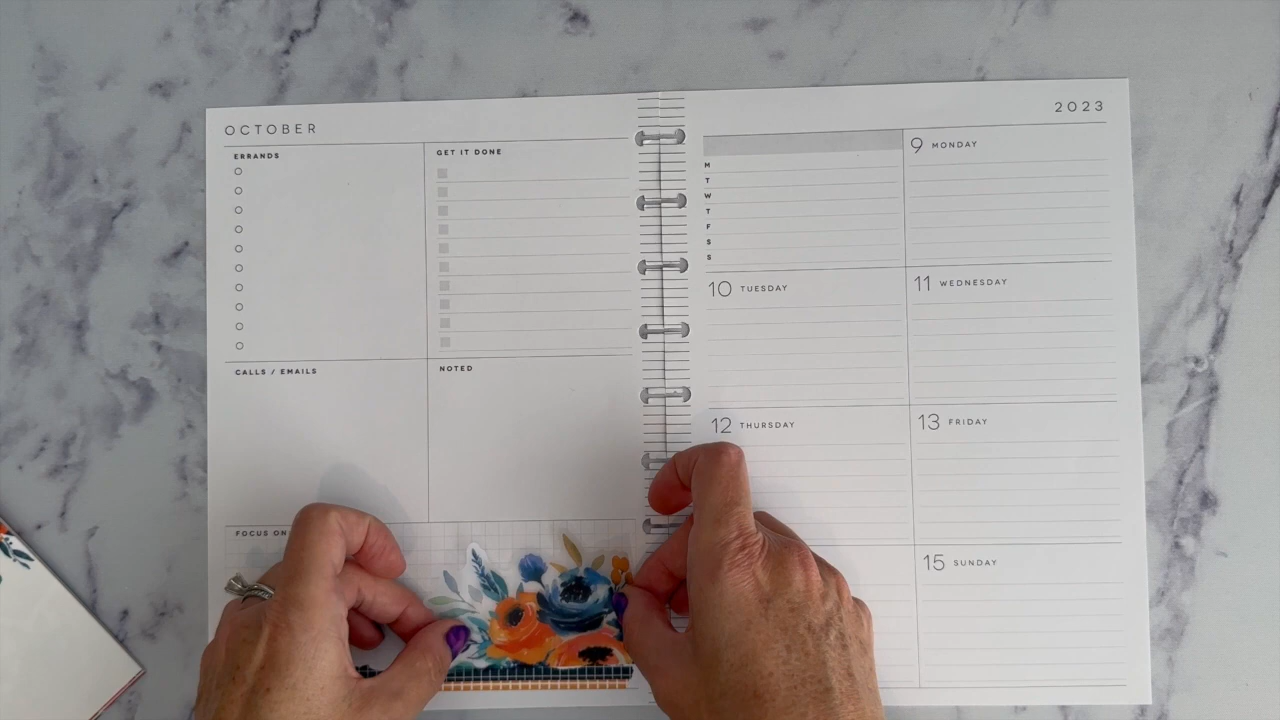 OCTOBER
ERRANDS
GET IT DONE
CALLS / EMAILS
NOTED
FOCUS ON
2023
M
T
W
T
F
S
S
9 MONDAY
10 TUESDAY
11 WEDNESDAY
12 THURSDAY
13 FRIDAY
15 SUNDAY